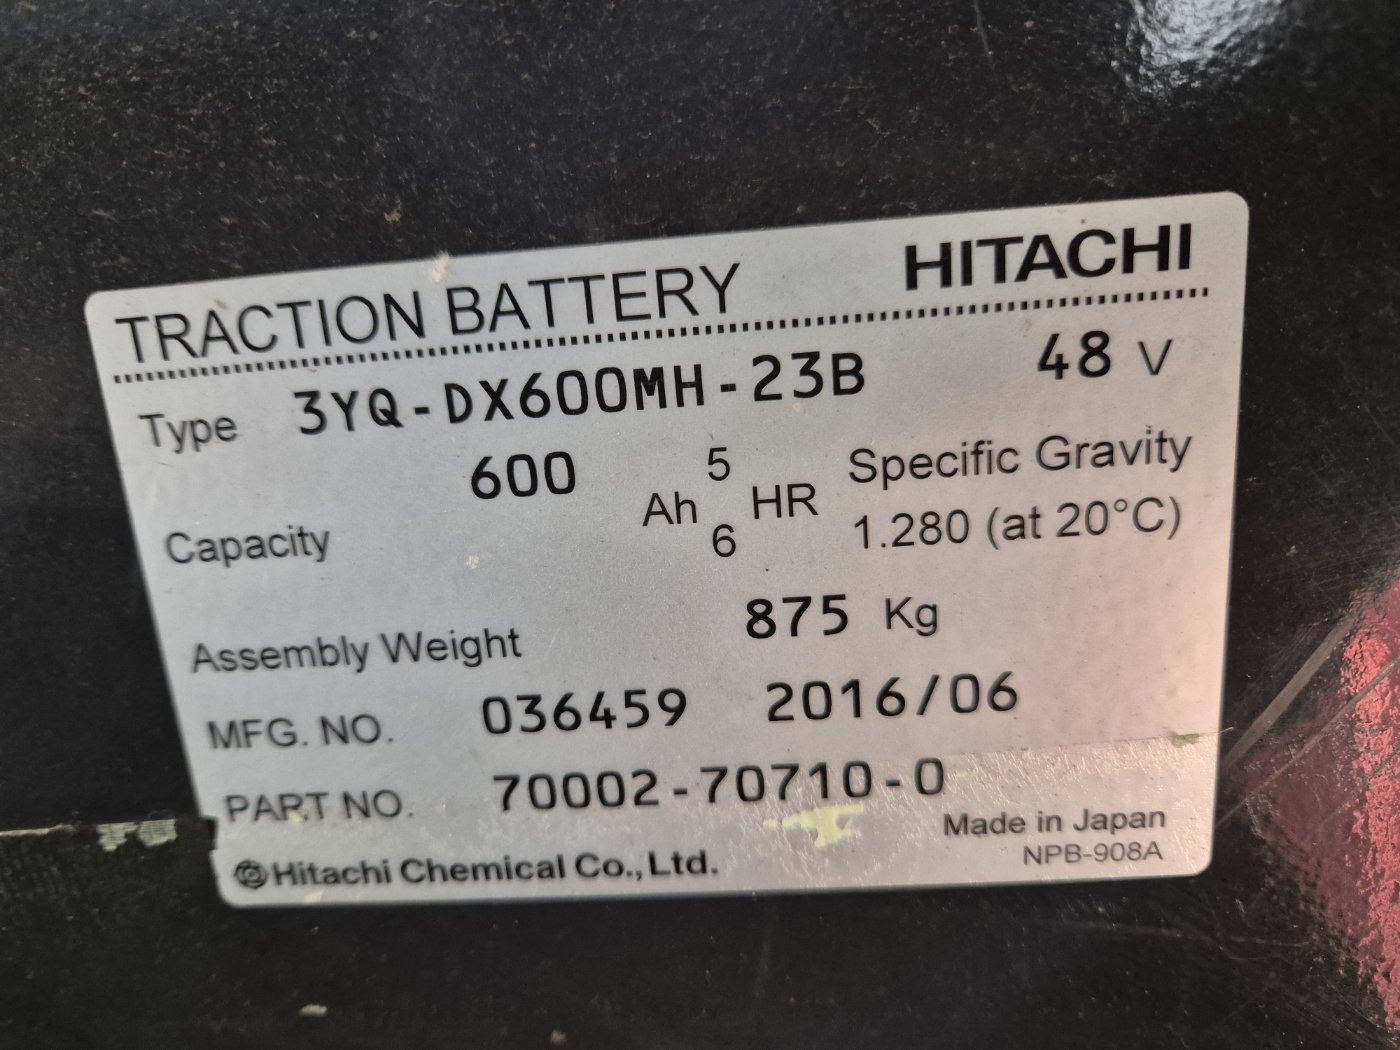 TRACTION BATTERY HITACHI
Type 3YQ-DX600MH-23B 48 V
Capacity 600 Ah 5 HR Specific Gravity
6 1.280 (at 20°C)
Assembly Weight 875 Kg
MFG. NO. 036459 2016/06
PART NO. 70002-70710-0
Made in Japan
Hitachi Chemical Co., Ltd. NPB-908A